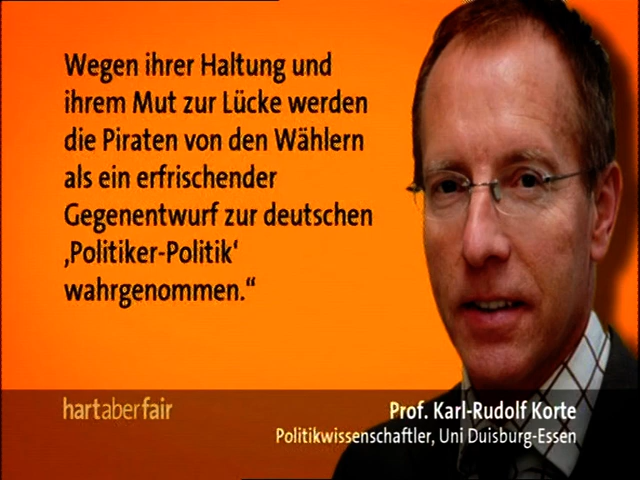 Wegen ihrer Haltung und
ihrem Mut zur Lücke werden
die Piraten von den Wählern
als ein erfrischender
Gegenentwurf zur deutschen
‚Politiker-Politik‘
wahrgenommen.“
hartaberfair
Prof. Karl-Rudolf Korte
Politikwissenschaftler, Uni Duisburg-Essen